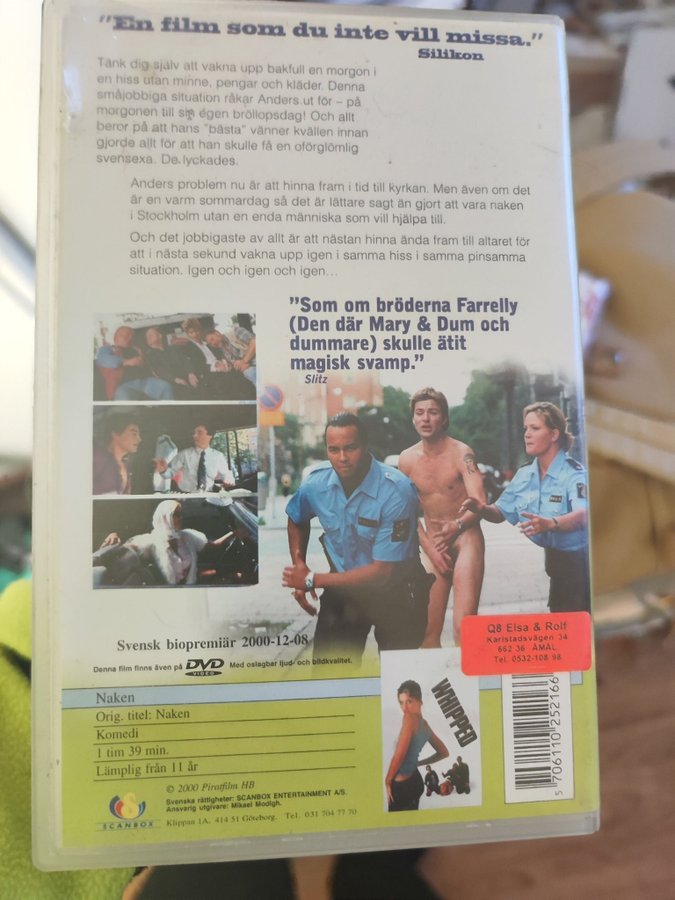 "En film som du inte vill missa."
Silikon
Tänk dig själv att vakna upp bakfull en morgon i
en hiss utan minne, pengar och kläder. Denna
småjobbiga situation råkar Anders ut för – på
morgonen till sin egen bröllopsdag! Och allt
beror på att hans "bästa" vänner kvällen innan
gjorde allt för att han skulle få en oförglömlig
svensexa. De lyckades.
Anders problem nu är att hinna fram i tid till kyrkan. Men även om det
är en varm sommardag så det är lättare sagt än gjort att vara naken
i Stockholm utan en enda människa som vill hjälpa till.
Och det jobbigaste av allt är att nästan hinna ända fram till altaret för
att i nästa sekund vakna upp igen i samma hiss i samma pinsamma
situation. Igen och igen och igen...
"Som om bröderna Farrelly
(Den där Mary & Dum och
dummare) skulle ätit
magisk svamp."
Slitz
Svensk biopremiär 2000-12-08
Denna film finns även på DVD VIDEO Med oslagbar ljud- och bildkvalitet.
Q8 Elsa & Rolf
Karlstadsvägen 34
662 36 ÅMÅL
Tel. 0532-108 98
Naken
Orig. titel: Naken
Komedi
1 tim 39 min.
Lämplig från 11 år
© 2000 Piratfilm HB
Svenska rättigheter: SCANBOX ENTERTAINMENT A/S.
Ansvarig utgivare: Mikael Modigh.
Klippan 1A, 414 51 Göteborg. Tel. 031 704 77 70
SCANBOX
WHIPPED
5 706110 252166